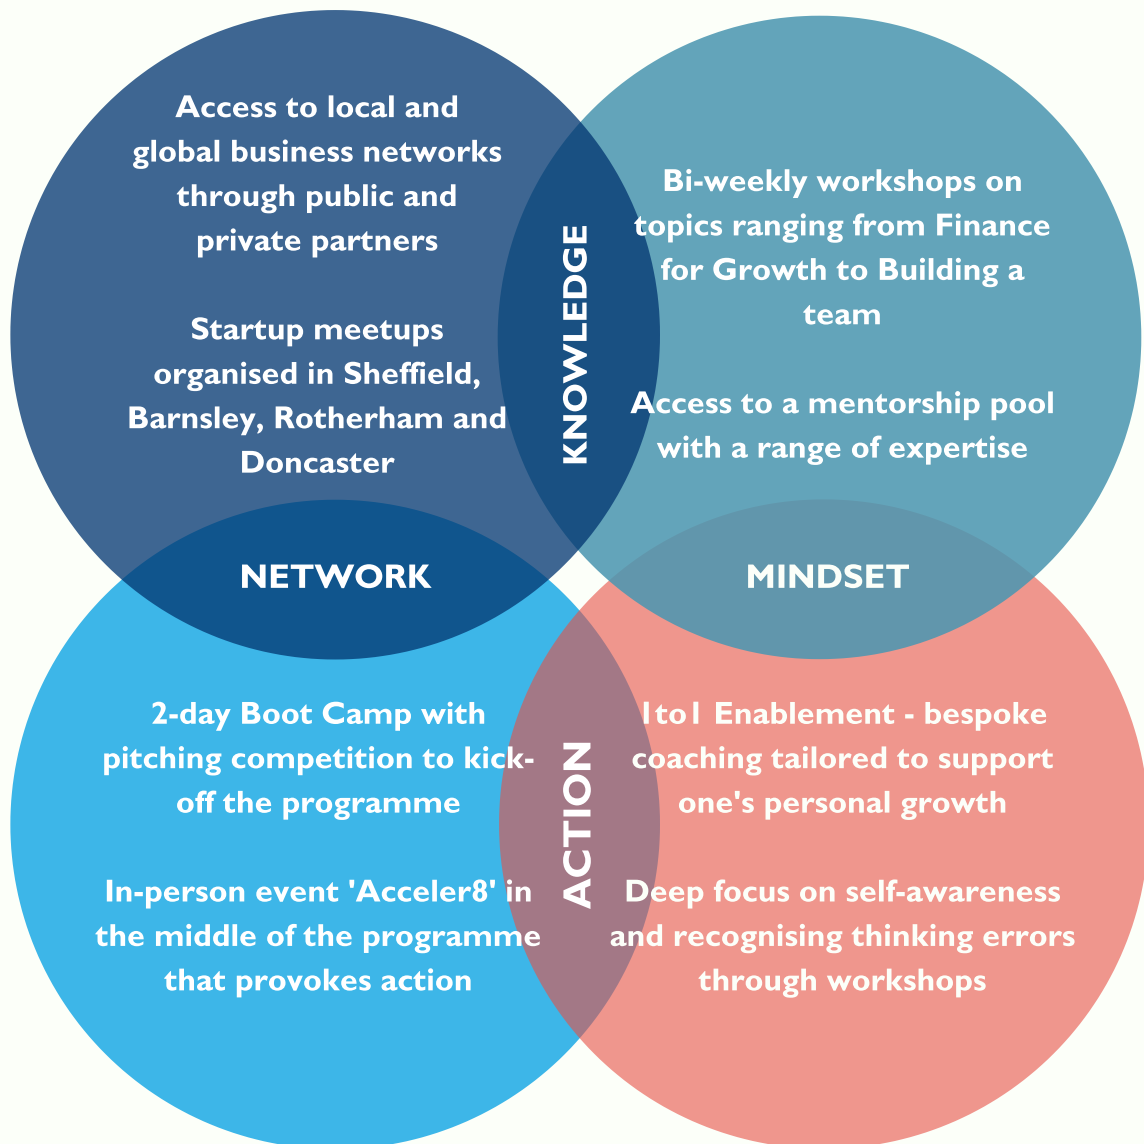 Access to local and
global business networks
through public and
private partners
Startup meetups
organised in Sheffield,
Barnsley, Rotherham and
Doncaster
KNOWLEDGE
Bi-weekly workshops on
topics ranging from Finance
for Growth to Building a
team
Access to a mentorship pool
with a range of expertise
NETWORK
MINDSET
2-day Boot Camp with
pitching competition to kick-
off the programme
In-person event 'Acceler8' in
the middle of the programme
that provokes action
ACTION
1to1 Enablement - bespoke
coaching tailored to support
one's personal growth
Deep focus on self-awareness
and recognising thinking errors
through workshops